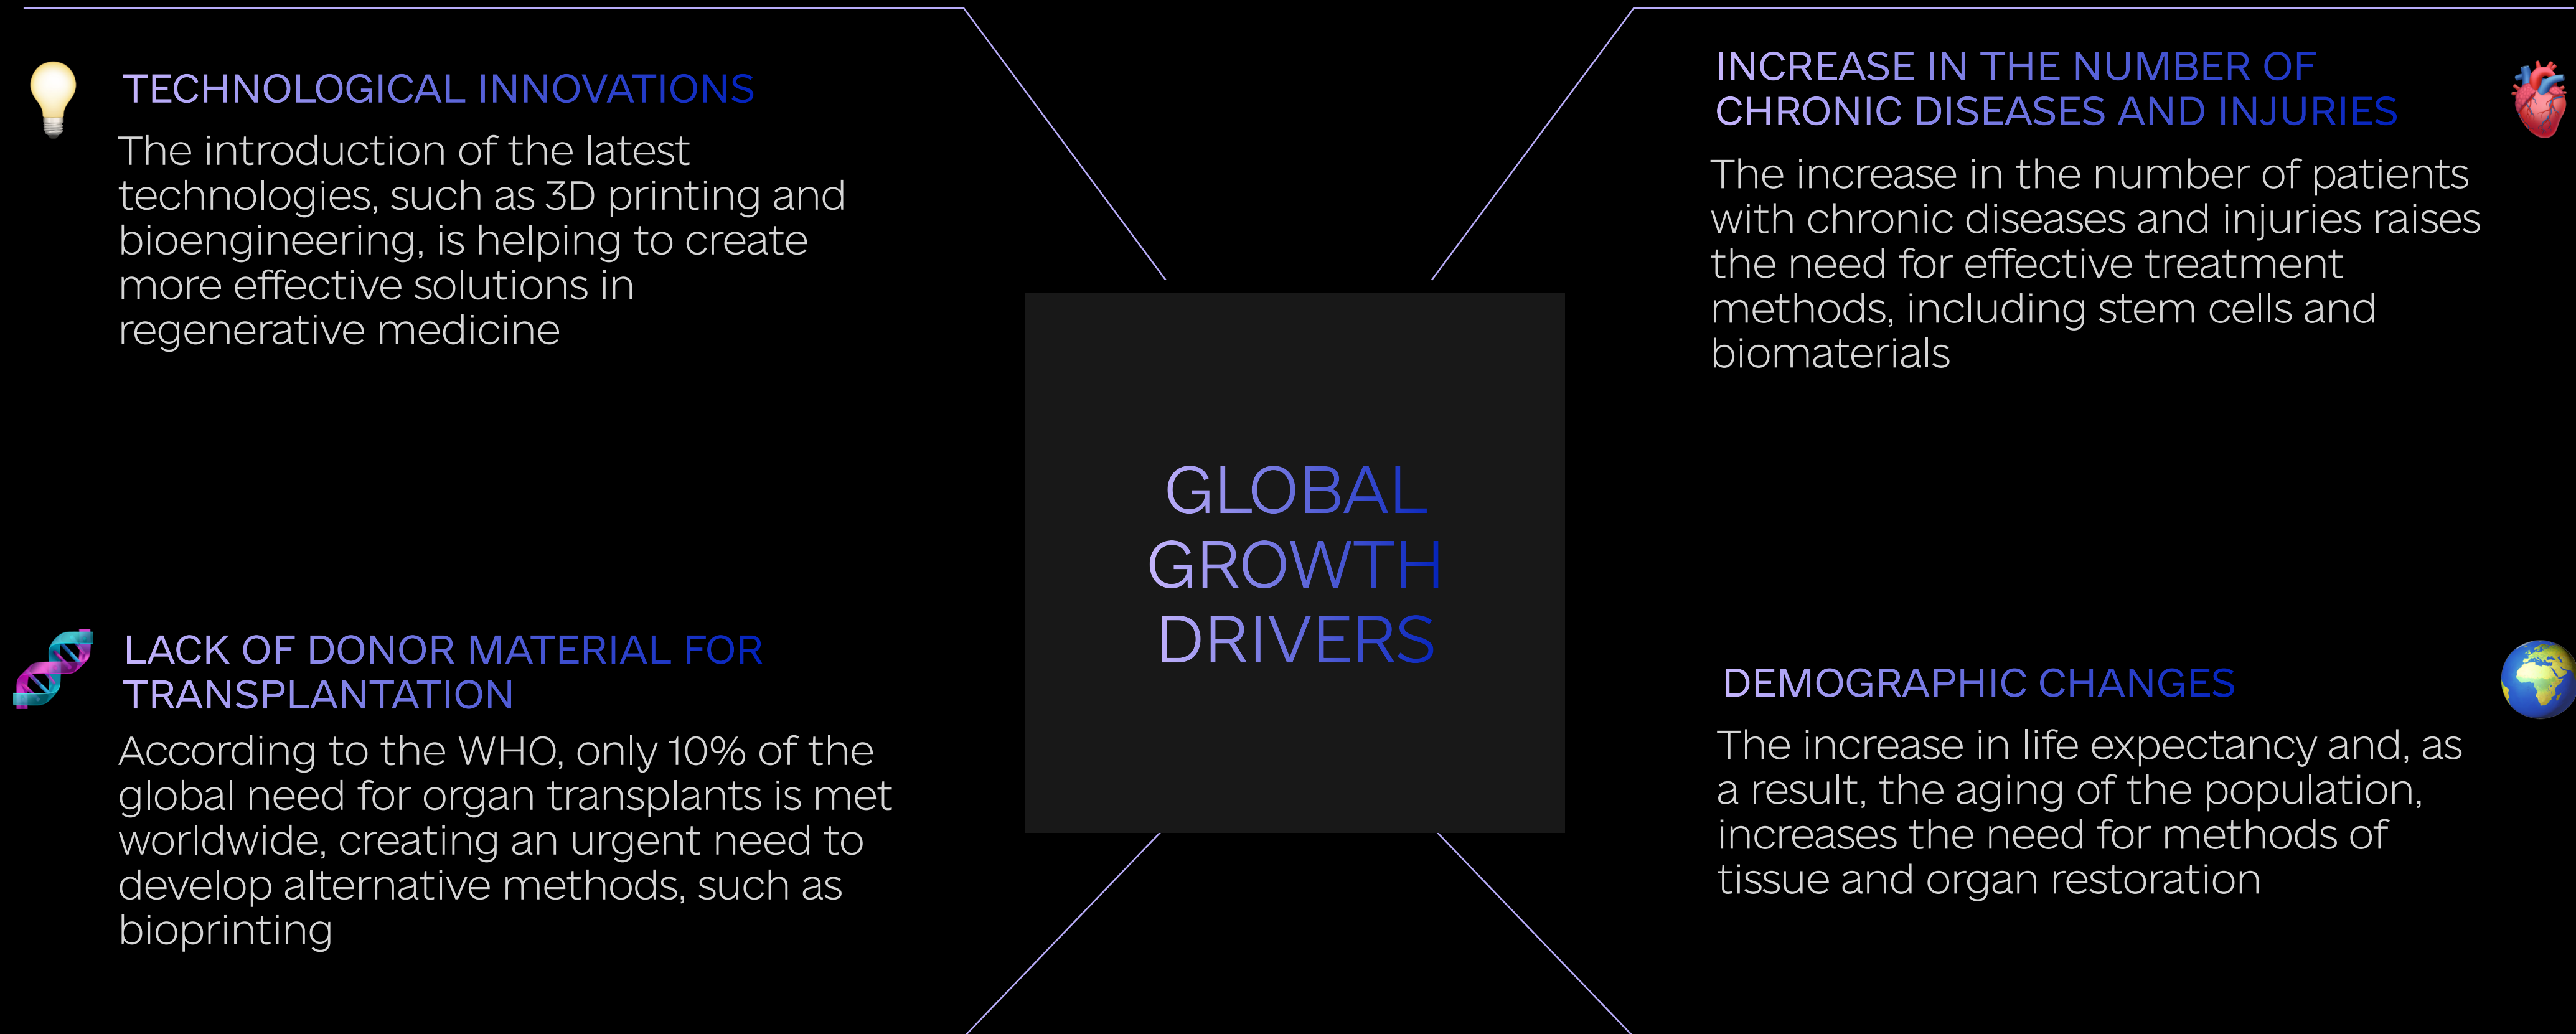 TECHNOLOGICAL INNOVATIONS
The introduction of the latest
technologies, such as 3D printing and
bioengineering, is helping to create
more effective solutions in
regenerative medicine
INCREASE IN THE NUMBER OF
CHRONIC DISEASES AND INJURIES
The increase in the number of patients
with chronic diseases and injuries raises
the need for effective treatment
methods, including stem cells and
biomaterials
GLOBAL
GROWTH
DRIVERS
LACK OF DONOR MATERIAL FOR
TRANSPLANTATION
According to the WHO, only 10% of the
global need for organ transplants is met
worldwide, creating an urgent need to
develop alternative methods, such as
bioprinting
DEMOGRAPHIC CHANGES
The increase in life expectancy and, as
a result, the aging of the population,
increases the need for methods of
tissue and organ restoration